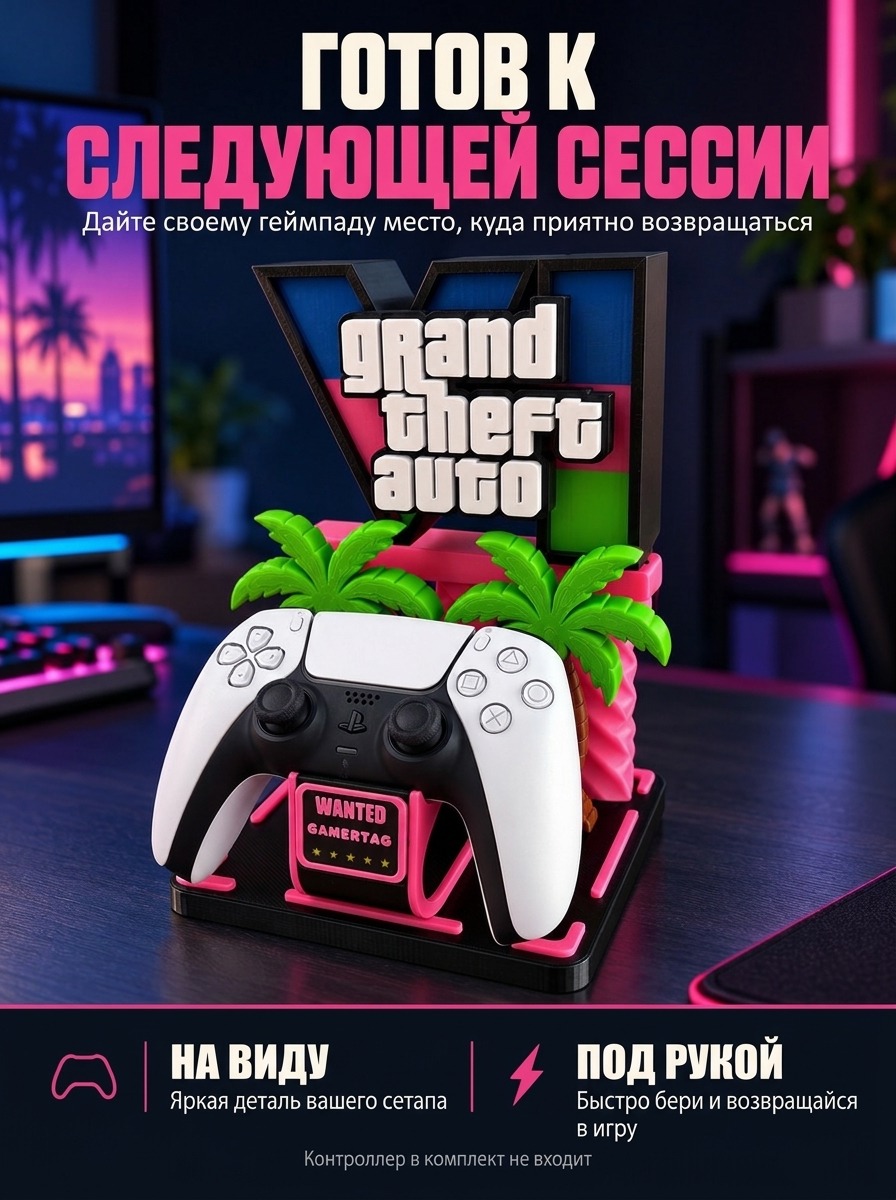 ГОТОВ К
СЛЕДУЮЩЕЙ СЕССИИ
Дайте своему геймпаду место, куда приятно возвращаться
VI
grand
theft
auto
WANTED
GAMERTAG
НА ВИДУ
Яркая деталь вашего сетапа
ПОД РУКОЙ
Быстро бери и возвращайся
в игру
Контроллер в комплект не входит